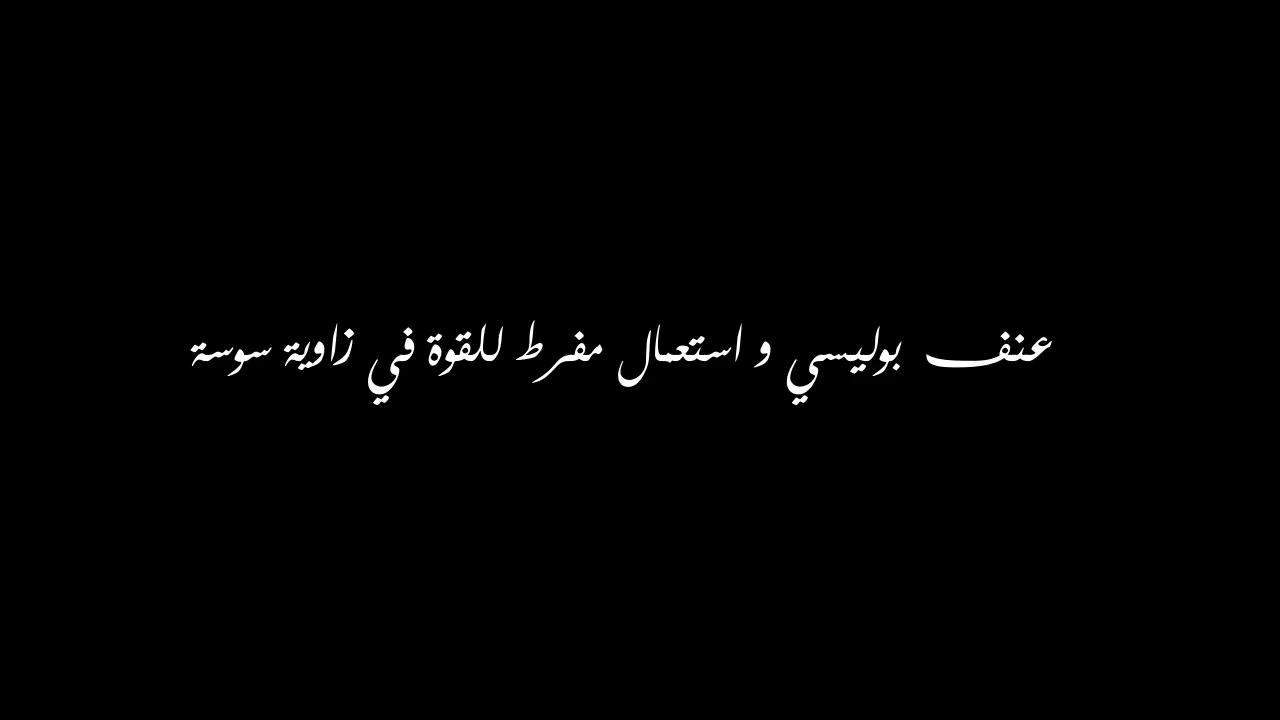 عنف بوليسي و استعمال مفرط للقوة في زاوية سوسة